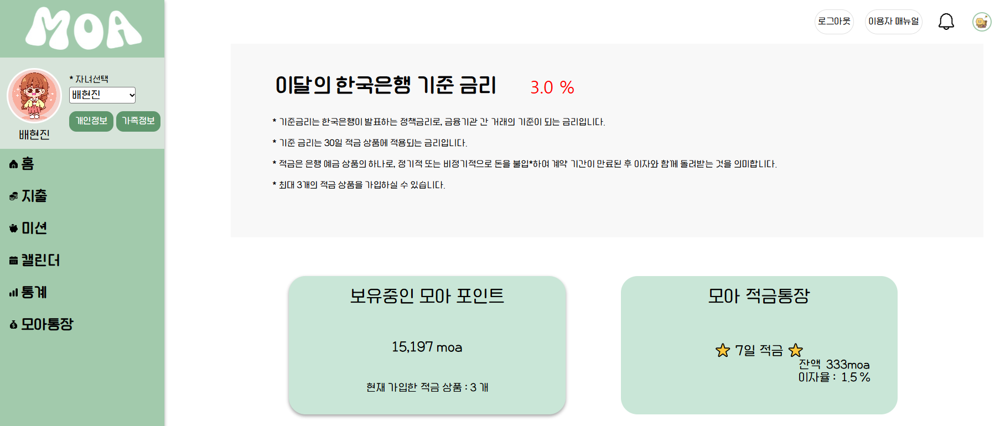 MOA
로그아웃
이용자 매뉴얼
* 자녀선택
배현진
개인정보
가족정보
배현진
홈
지출
미션
캘린더
통계
모아통장
이달의 한국은행 기준 금리 3.0 %
* 기준금리는 한국은행이 발표하는 정책금리로, 금융기관 간 거래의 기준이 되는 금리입니다.
* 기준 금리는 30일 적금 상품에 적용되는 금리입니다.
* 적금은 은행 예금 상품의 하나로, 정기적 또는 비정기적으로 돈을 불입*하여 계약 기간이 만료된 후 이자와 함께 돌려받는 것을 의미합니다.
* 최대 3개의 적금 상품을 가입하실 수 있습니다.
보유중인 모아 포인트
15,197 moa
현재 가입한 적금 상품 : 3 개
모아 적금통장
7일 적금
잔액 333moa
이자율 : 1.5 %